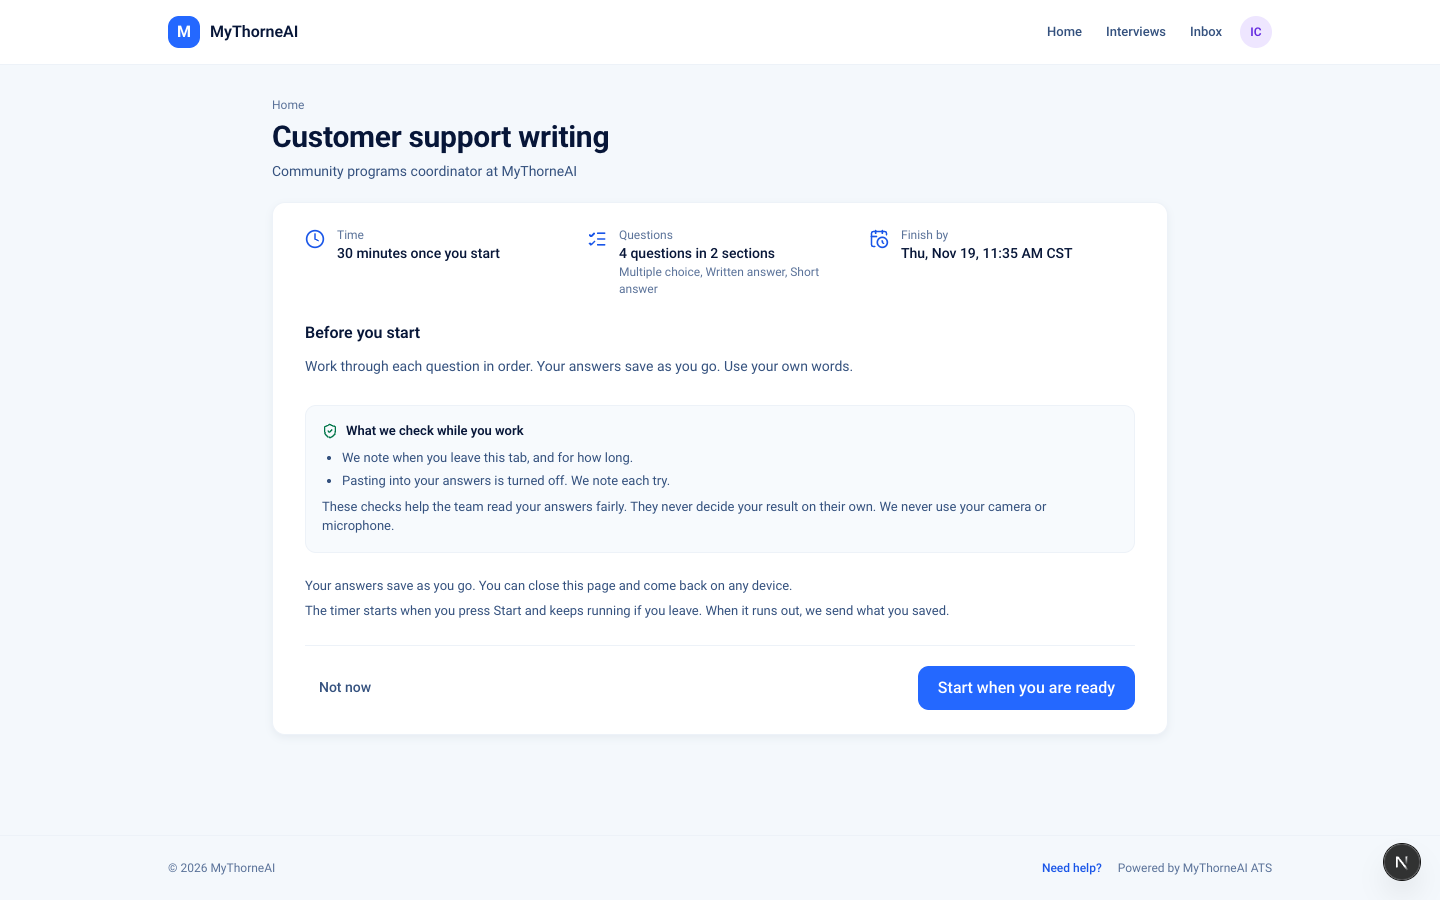 M MyThorneAI
Home Interviews Inbox IC
Home
Customer support writing
Community programs coordinator at MyThorneAI
Time
30 minutes once you start
Questions
4 questions in 2 sections
Multiple choice, Written answer, Short
answer
Finish by
Thu, Nov 19, 11:35 AM CST
Before you start
Work through each question in order. Your answers save as you go. Use your own words.
What we check while you work
• We note when you leave this tab, and for how long.
• Pasting into your answers is turned off. We note each try.
These checks help the team read your answers fairly. They never decide your result on their own. We never use your camera or
microphone.
Your answers save as you go. You can close this page and come back on any device.
The timer starts when you press Start and keeps running if you leave. When it runs out, we send what you saved.
Not now
Start when you are ready
© 2026 MyThorneAI
Need help? Powered by MyThorneAI ATS
N